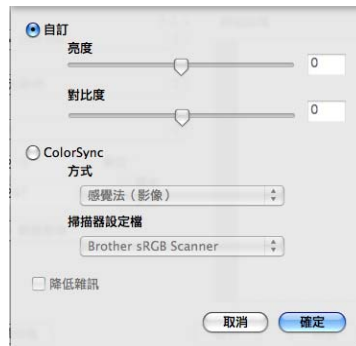 自訂
亮度
0
對比度
0
ColorSync
方式
感覺法（影像）
掃描器設定檔
Brother sRGB Scanner
降低雜訊
取消 確定